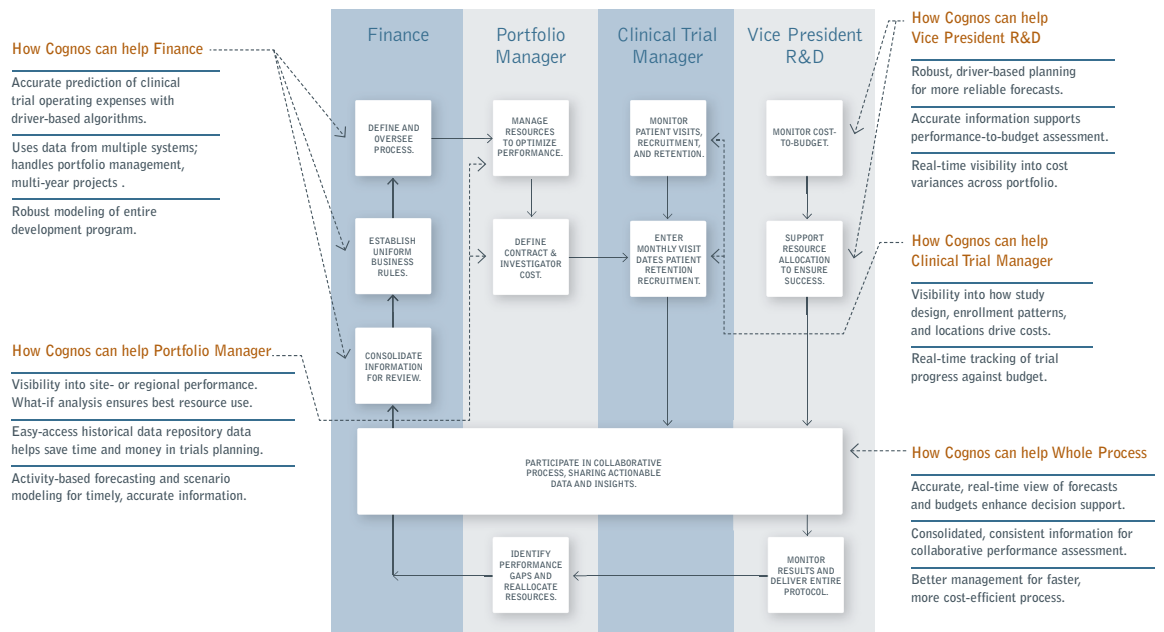 Finance
Portfolio
Manager
Clinical Trial
Manager
Vice President
R&D
How Cognos can help Finance
Accurate prediction of clinical
trial operating expenses with
driver-based algorithms.
Uses data from multiple systems;
handles portfolio management,
multi-year projects .
Robust modeling of entire
development program.
How Cognos can help Portfolio Manager
Visibility into site- or regional performance.
What-if analysis ensures best resource use.
Easy-access historical data repository data
helps save time and money in trials planning.
Activity-based forecasting and scenario
modeling for timely, accurate information.
DEFINE AND
OVERSEE
PROCESS.
MANAGE
RESOURCES
TO OPTIMIZE
PERFORMANCE.
MONITOR
PATIENT VISITS,
RECRUITMENT,
AND RETENTION.
MONITOR COST-
TO-BUDGET.
ESTABLISH
UNIFORM
BUSINESS
RULES.
DEFINE
CONTRACT &
INVESTIGATOR
COST.
ENTER
MONTHLY VISIT
DATES PATIENT
RETENTION
RECRUITMENT.
SUPPORT
RESOURCE
ALLOCATION
TO ENSURE
SUCCESS.
CONSOLIDATE
INFORMATION
FOR REVIEW.
PARTICIPATE IN COLLABORATIVE
PROCESS, SHARING ACTIONABLE
DATA AND INSIGHTS.
IDENTIFY
PERFORMANCE
GAPS AND
REALLOCATE
RESOURCES.
MONITOR
RESULTS AND
DELIVER ENTIRE
PROTOCOL.
How Cognos can help
Vice President R&D
Robust, driver-based planning
for more reliable forecasts.
Accurate information supports
performance-to-budget assessment.
Real-time visibility into cost
variances across portfolio.
How Cognos can help
Clinical Trial Manager
Visibility into how study
design, enrollment patterns,
and locations drive costs.
Real-time tracking of trial
progress against budget.
How Cognos can help Whole Process
Accurate, real-time view of forecasts
and budgets enhance decision support.
Consolidated, consistent information for
collaborative performance assessment.
Better management for faster,
more cost-efficient process.